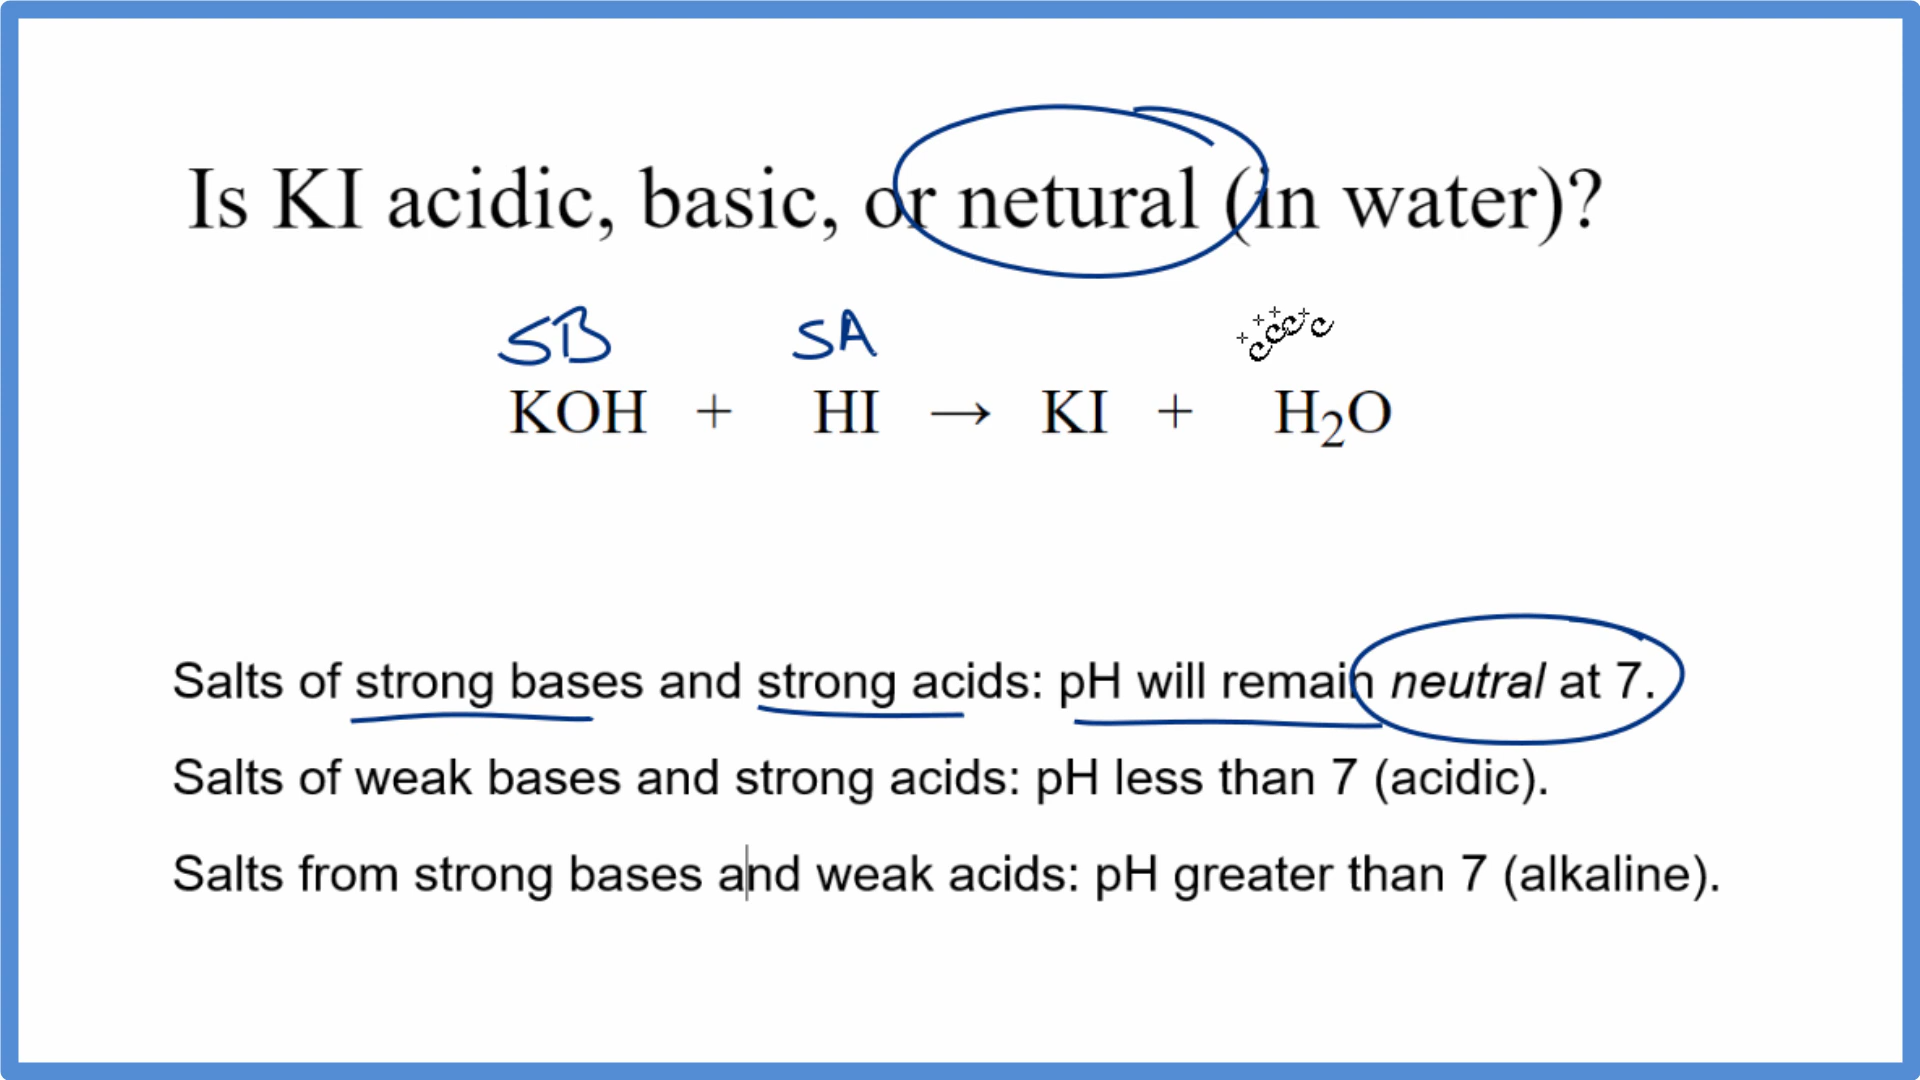 Is KI acidic, basic, or netural (in water)?
SB SA
KOH + HI → KI + H₂O
Salts of strong bases and strong acids: pH will remain neutral at 7.
Salts of weak bases and strong acids: pH less than 7 (acidic).
Salts from strong bases and weak acids: pH greater than 7 (alkaline).